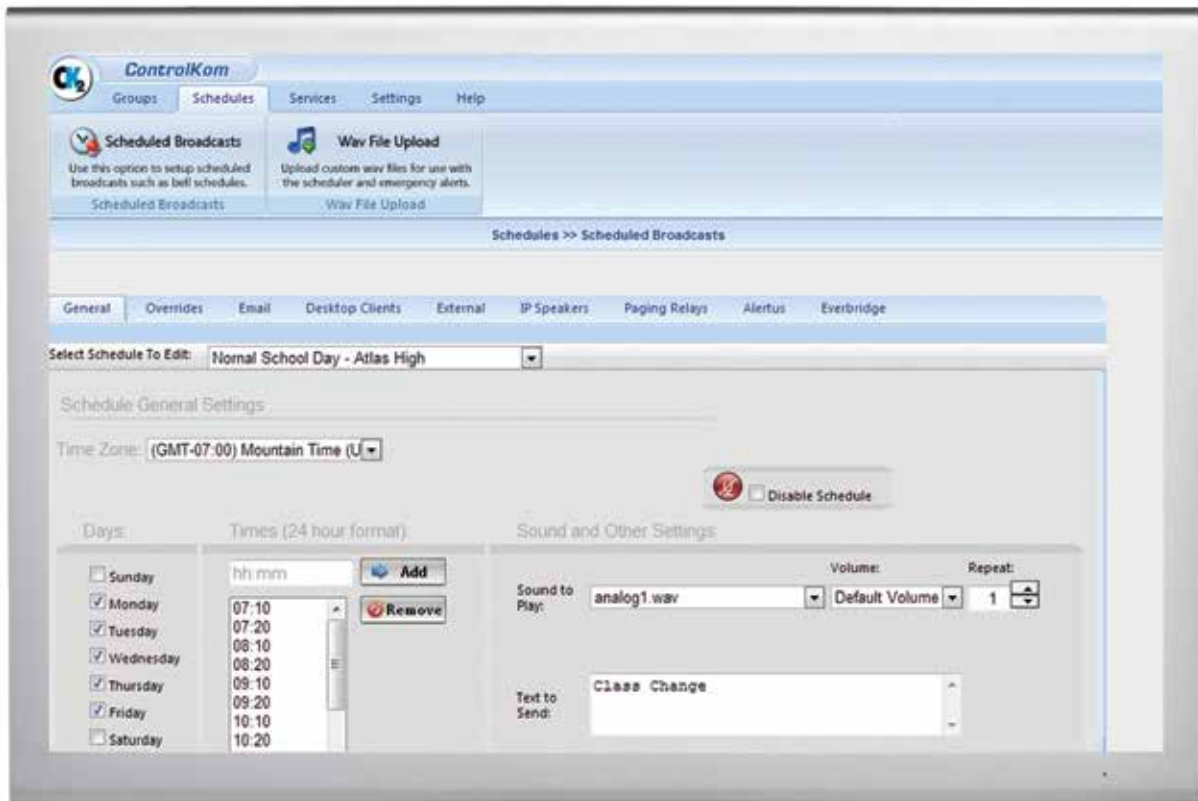 CK2 ControlKom
Groups Schedules Services Settings Help
Scheduled Broadcasts
Use this option to setup scheduled
broadcasts such as bell schedules.
Scheduled Broadcasts
Wav File Upload
Upload custom wav files for use with
the scheduler and emergency alerts.
Wav File Upload
Schedules >> Scheduled Broadcasts
General Overrides Email Desktop Clients External IP Speakers Paging Relays Alertus Everbridge
Select Schedule To Edit: Nomal School Day - Atlas High
Schedule General Settings
Time Zone: (GMT-07:00) Mountain Time (U
Disable Schedule
Days:
Sunday
Monday
Tuesday
Wednesday
Thursday
Friday
Saturday
Times (24 hour format)
hh:mm Add
Remove
07:10
07:20
08:10
08:20
09:10
09:20
10:10
10:20
Sound and Other Settings
Volume: Repeat:
Sound to
Play:
analog1.wav Default Volume 1
Text to
Send:
Class Change